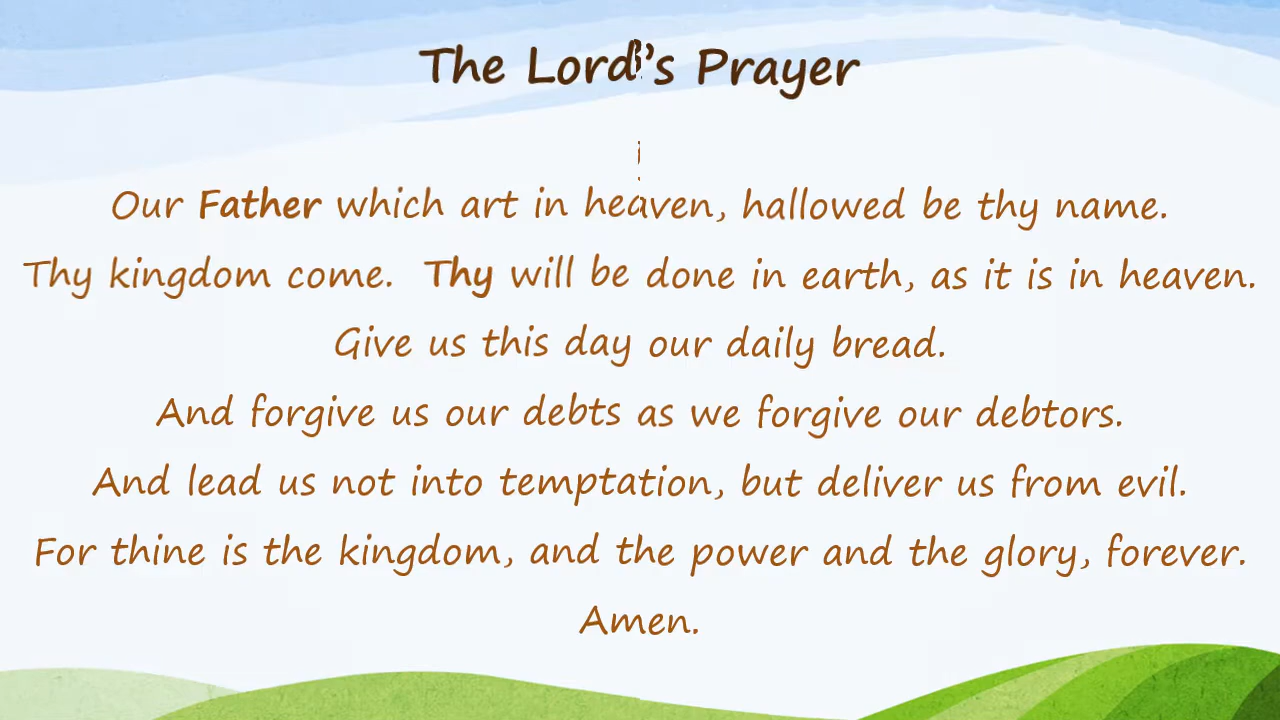 The Lord's Prayer
Our Father which art in heaven, hallowed be thy name.
Thy kingdom come. Thy will be done in earth, as it is in heaven.
Give us this day our daily bread.
And forgive us our debts as we forgive our debtors.
And lead us not into temptation, but deliver us from evil.
For thine is the kingdom, and the power and the glory, forever.
Amen.